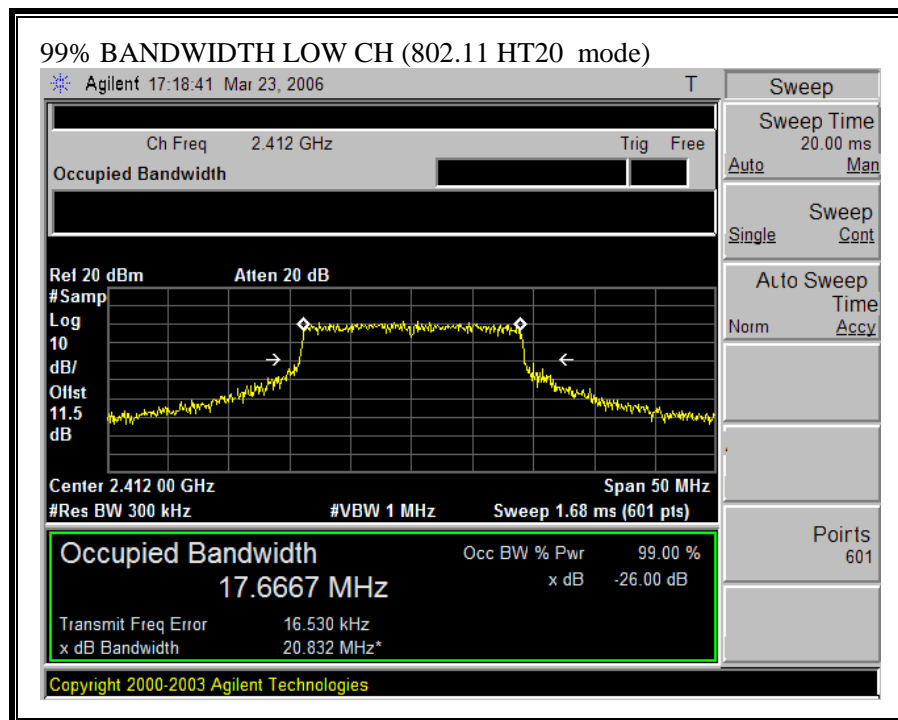 99% BANDWIDTH LOW CH (802.11 HT20 mode)
Agilent 17:18:41 Mar 23, 2006 T
Sweep
Ch Freq 2.412 GHz Trig Free
Occupied Bandwidth
Sweep Time
20.00 ms
Auto Man
Sweep
Single Cont
Auto Sweep
Time
Norm Accy
Ref 20 dBm Atten 20 dB
#Samp
Log
10
dB/
Offst
11.5
dB
Center 2.412 00 GHz Span 50 MHz
#Res BW 300 kHz #VBW 1 MHz Sweep 1.68 ms (601 pts)
Points
601
Occupied Bandwidth Occ BW % Pwr 99.00 %
17.6667 MHz x dB -26.00 dB
Transmit Freq Error 16.530 kHz
x dB Bandwidth 20.832 MHz*
Copyright 2000-2003 Agilent Technologies